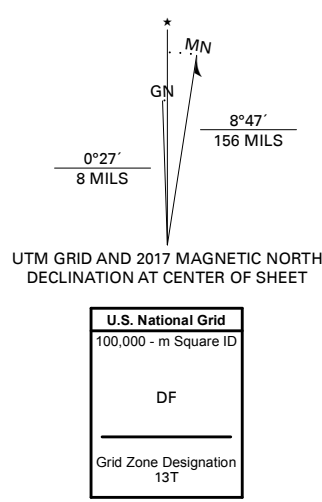 ★
MN
GN
8°47´
156 MILS
0°27´
8 MILS
UTM GRID AND 2017 MAGNETIC NORTH
DECLINATION AT CENTER OF SHEET
U.S. National Grid
100,000 - m Square ID
DF
Grid Zone Designation
13T